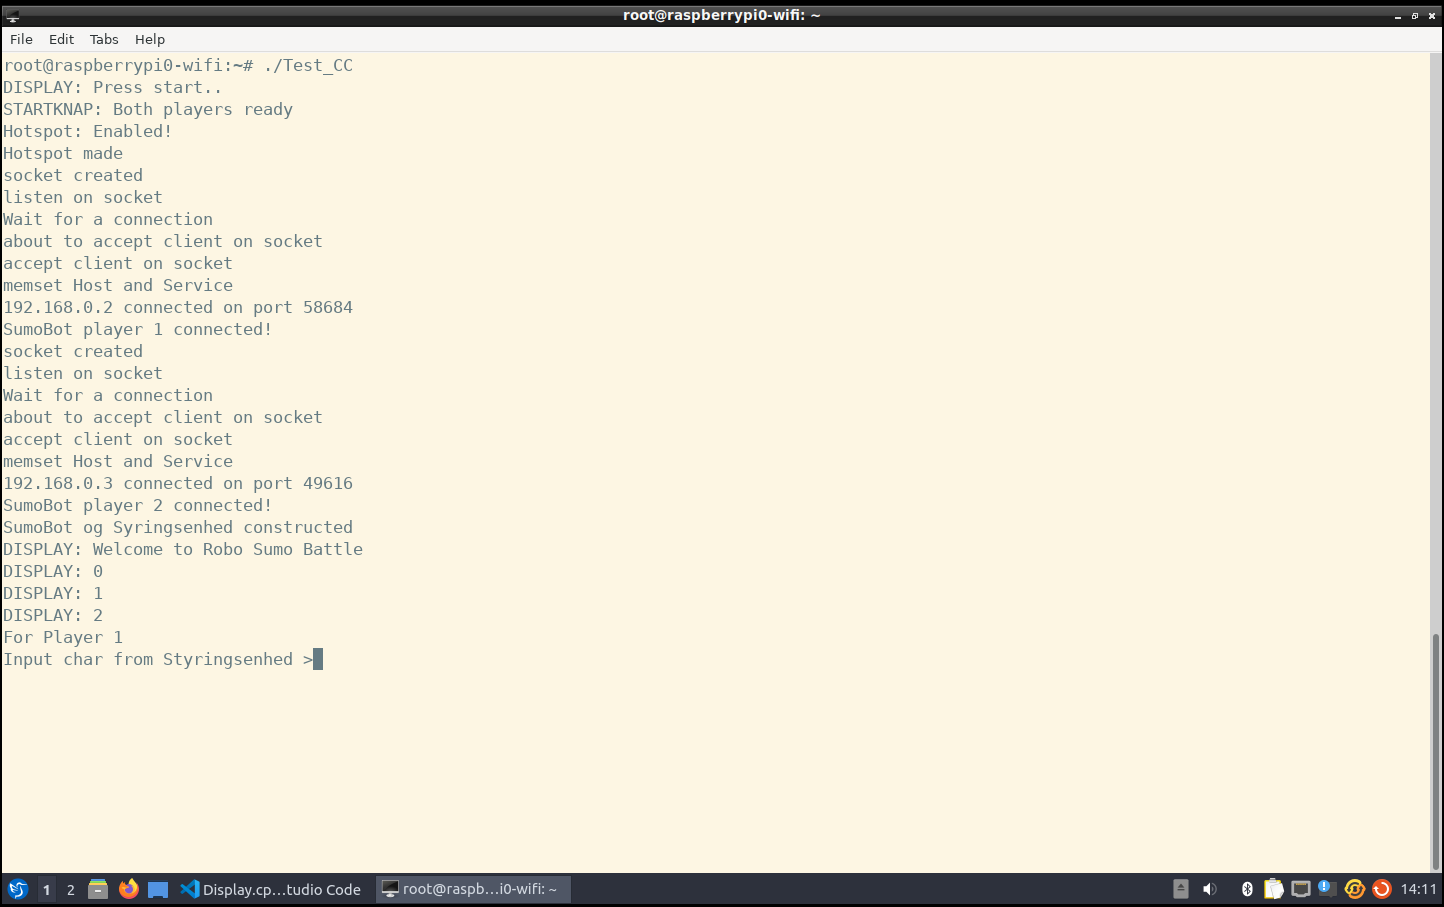 root@raspberrypi0-wifi: ~
File Edit Tabs Help
root@raspberrypi0-wifi:~# ./Test_CC
DISPLAY: Press start..
STARTKNAP: Both players ready
Hotspot: Enabled!
Hotspot made
socket created
listen on socket
Wait for a connection
about to accept client on socket
accept client on socket
memset Host and Service
192.168.0.2 connected on port 58684
SumoBot player 1 connected!
socket created
listen on socket
Wait for a connection
about to accept client on socket
accept client on socket
memset Host and Service
192.168.0.3 connected on port 49616
SumoBot player 2 connected!
SumoBot og Syringsenhed constructed
DISPLAY: Welcome to Robo Sumo Battle
DISPLAY: 0
DISPLAY: 1
DISPLAY: 2
For Player 1
Input char from Styringsenhed >
1 2 Display.cp...tudio Code root@raspb...i0-wifi: ~ 14:11